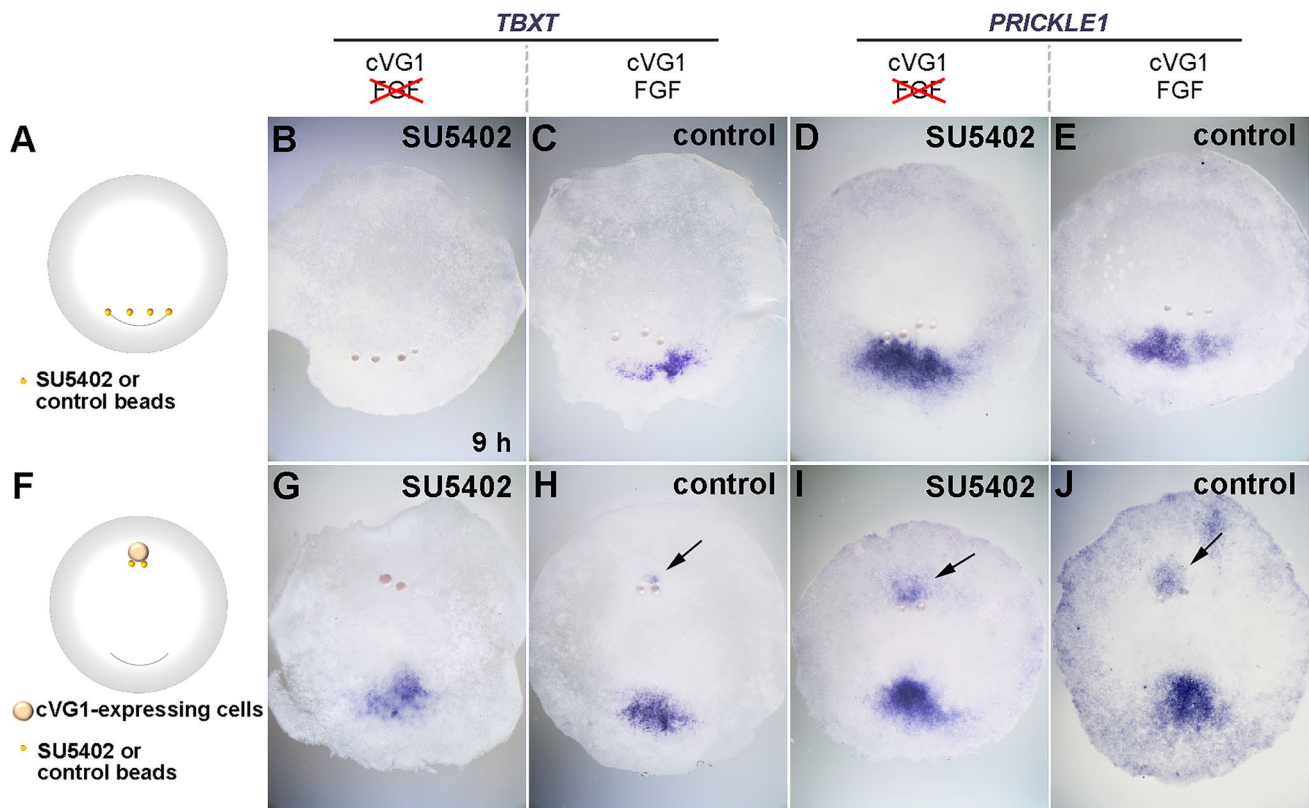 TBXT
PRICKLE1
cVG1
FGF
cVG1
FGF
cVG1
FGF
cVG1
FGF
A
B
SU5402
C
control
D
SU5402
E
control
SU5402 or
control beads
9 h
F
G
SU5402
H
control
I
SU5402
J
control
cVG1-expressing cells
SU5402 or
control beads